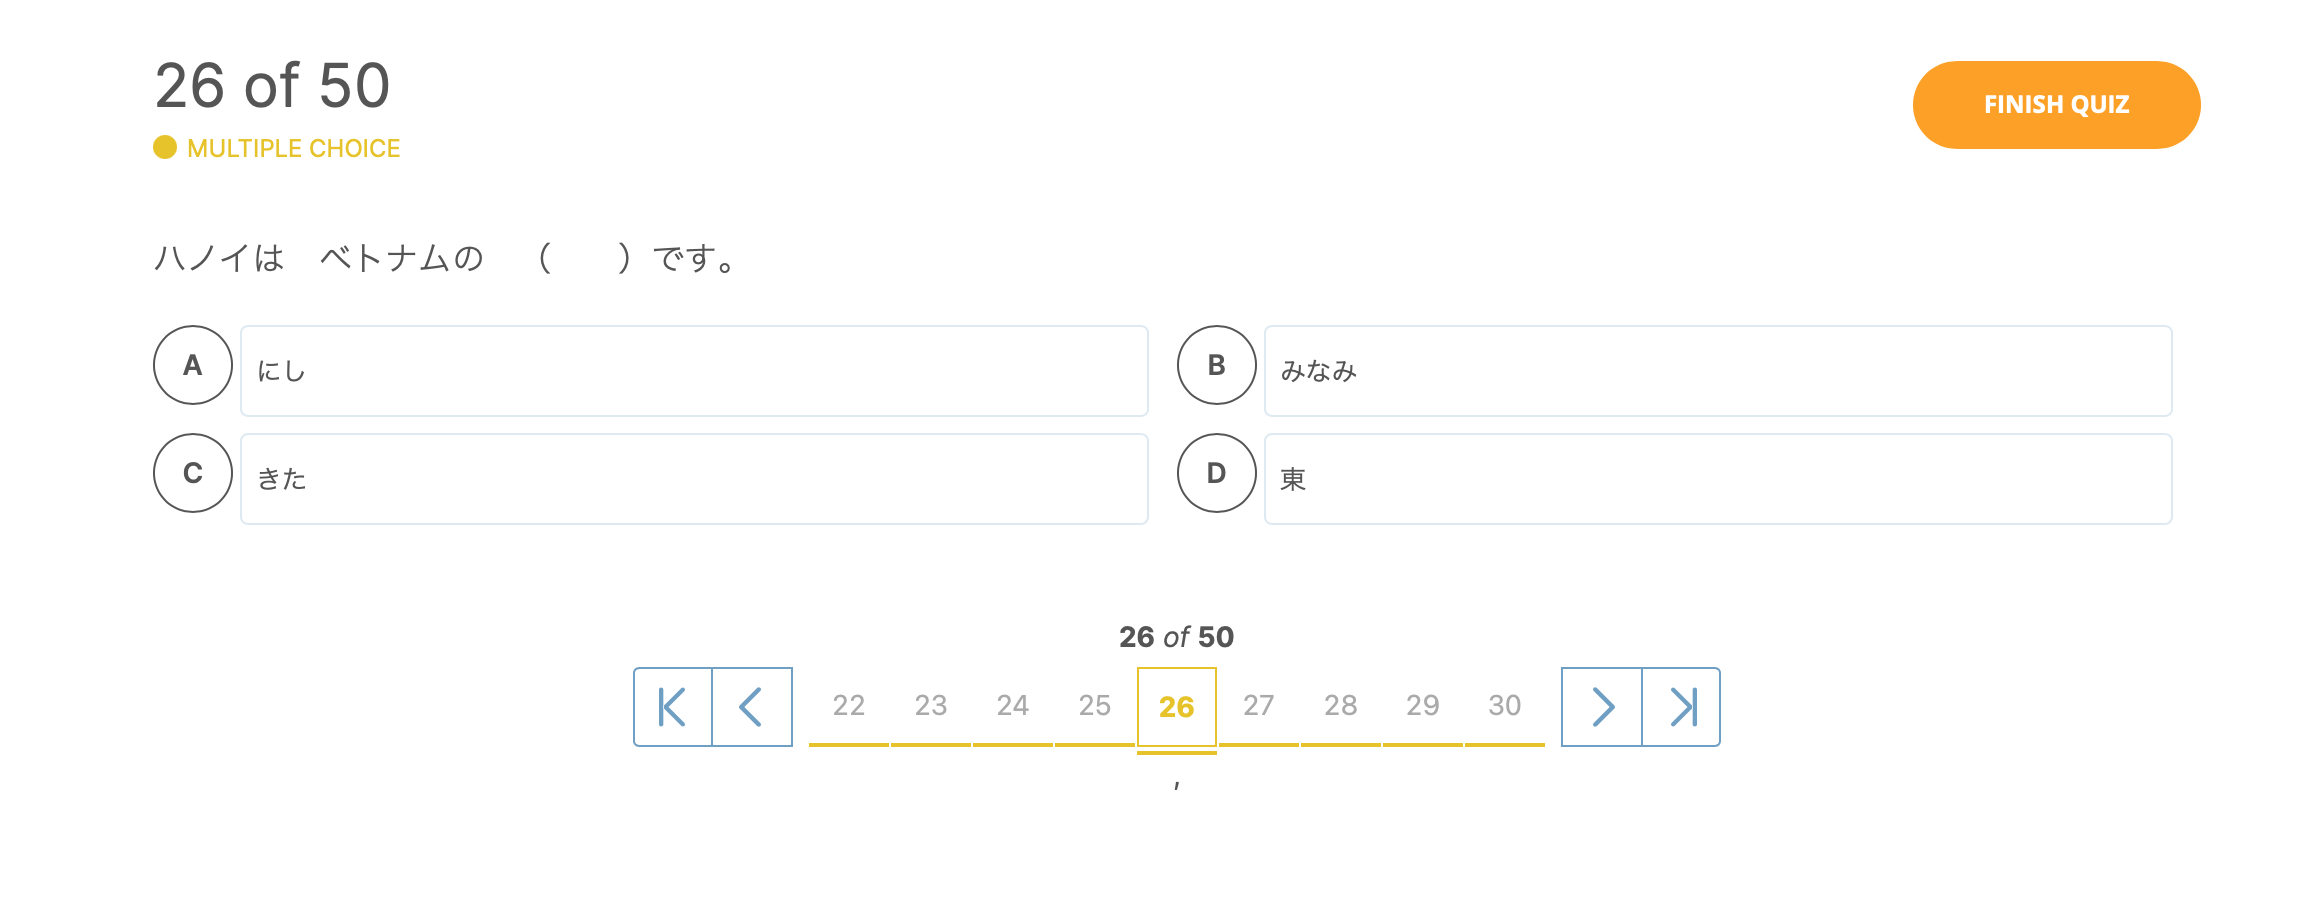 26 of 50
FINISH QUIZ
MULTIPLE CHOICE
ハノイは　ベトナムの　（　　）です。
A にし
B みなみ
C きた
D 東
26 of 50
22 23 24 25 26 27 28 29 30
,